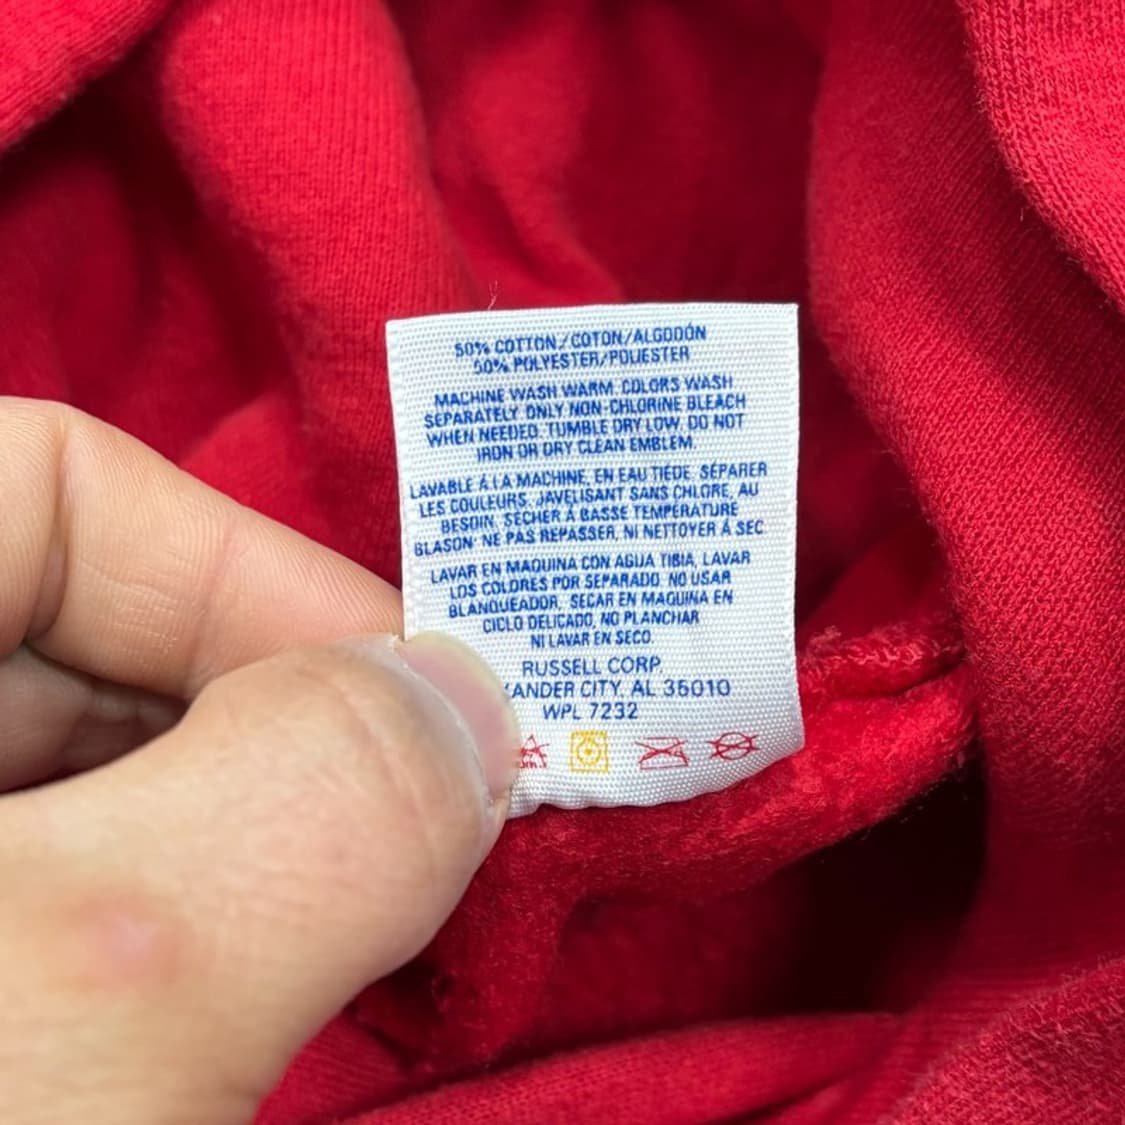 50% COTTON/COTON/ALGODÓN
50% POLYESTER/POLIESTER
MACHINE WASH WARM. COLORS WASH
SEPARATELY. ONLY NON-CHLORINE BLEACH
WHEN NEEDED. TUMBLE DRY LOW. DO NOT
IRON OR DRY CLEAN EMBLEM.
LAVABLE Á LA MACHINE, EN EAU TIÉDE. SÉPARER
LES COULEURS. JAVELISANT SANS CHLORE, AU
BESOIN. SÉCHER Á BASSE TEMPÉRATURE
BLASON' NE PAS REPASSER, NI NETTOYER Á SEC
LAVAR EN MAQUINA CON AGUA TIBIA, LAVAR
LOS COLORES POR SEPARADO. NO USAR
BLANQUEADOR. SECAR EN MAQUINA EN
CICLO DELICADO, NO PLANCHAR
NI LAVAR EN SECO.
RUSSELL CORP.
ANDER CITY, AL 35010
WPL 7232